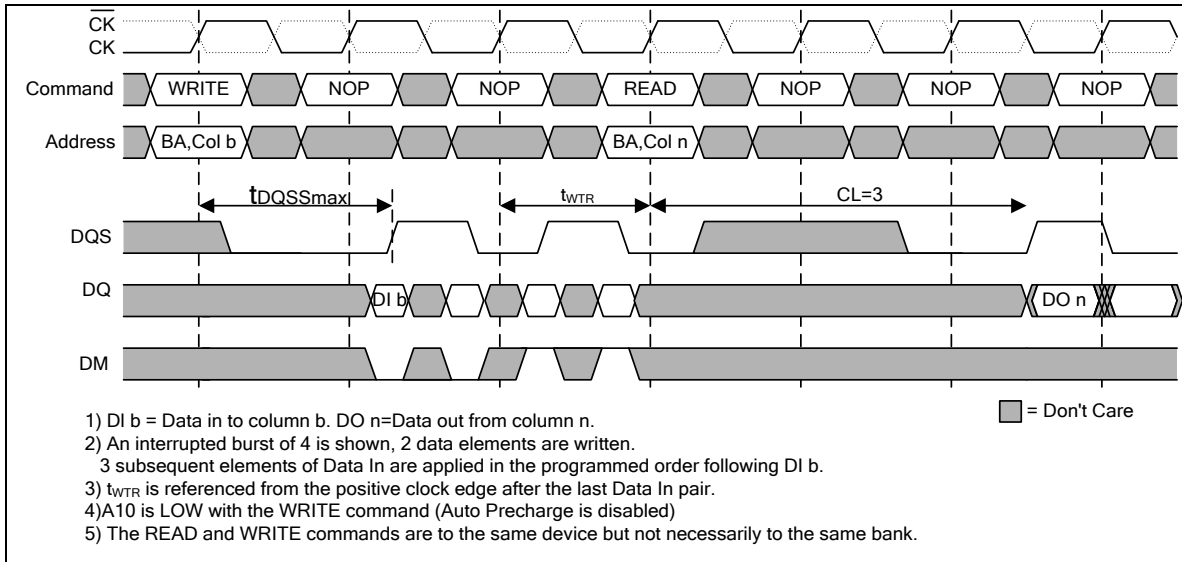 CK
CK
Command WRITE NOP NOP READ NOP NOP NOP
Address BA,Col b BA,Col n
tDQSSmax tWTR CL=3
DQS
DQ DI b DO n
DM
1) DI b = Data in to column b. DO n=Data out from column n.
= Don't Care
2) An interrupted burst of 4 is shown, 2 data elements are written.
3 subsequent elements of Data In are applied in the programmed order following DI b.
3) tWTR is referenced from the positive clock edge after the last Data In pair.
4)A10 is LOW with the WRITE command (Auto Precharge is disabled)
5) The READ and WRITE commands are to the same device but not necessarily to the same bank.